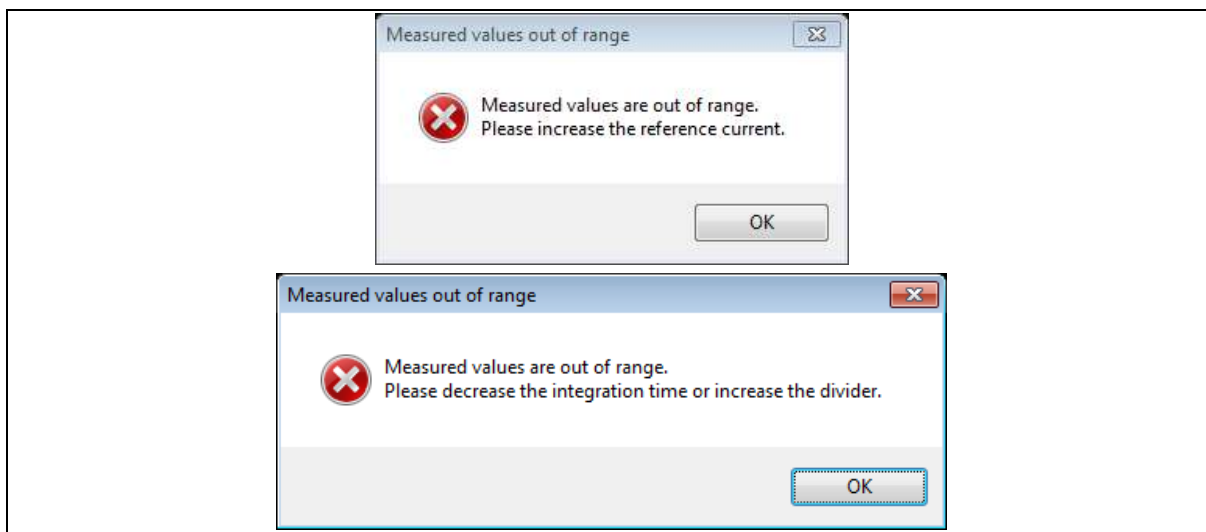 Measured values out of range
Measured values are out of range.
Please increase the reference current.
OK
Measured values out of range
Measured values are out of range.
Please decrease the integration time or increase the divider.
OK